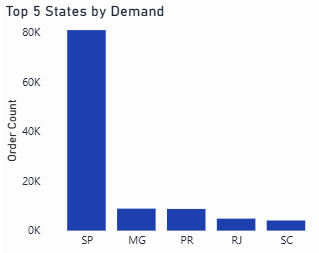 Top 5 States by Demand
80K
60K
40K
20K
0K
Order Count
SP MG PR RJ SC